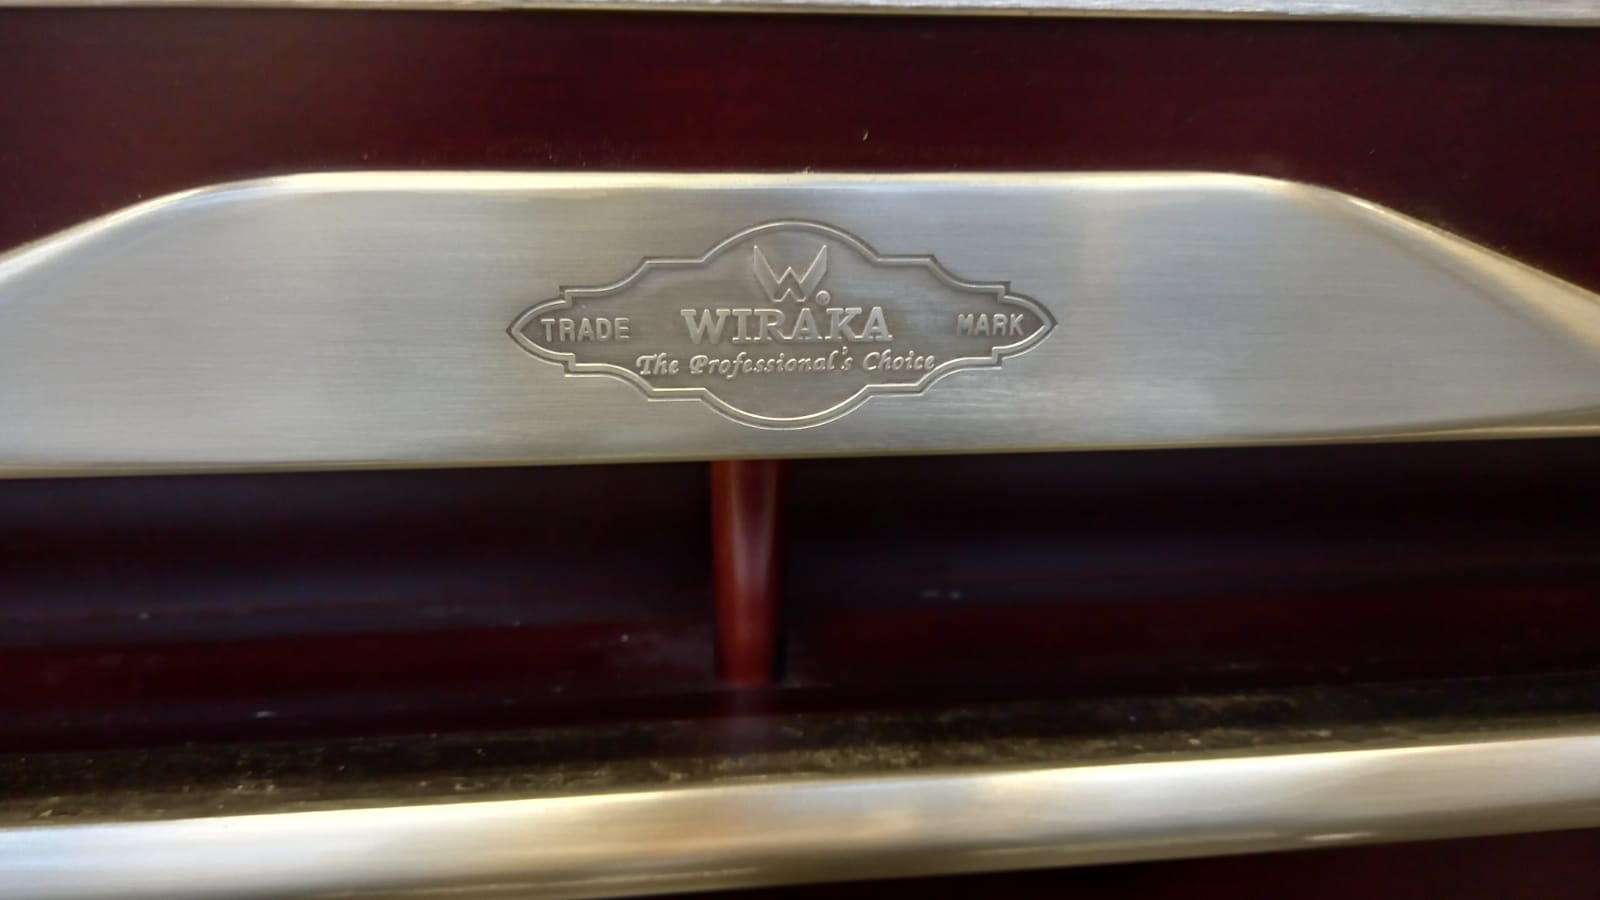 W®
TRADE WIRAKA MARK
The Professional's Choice